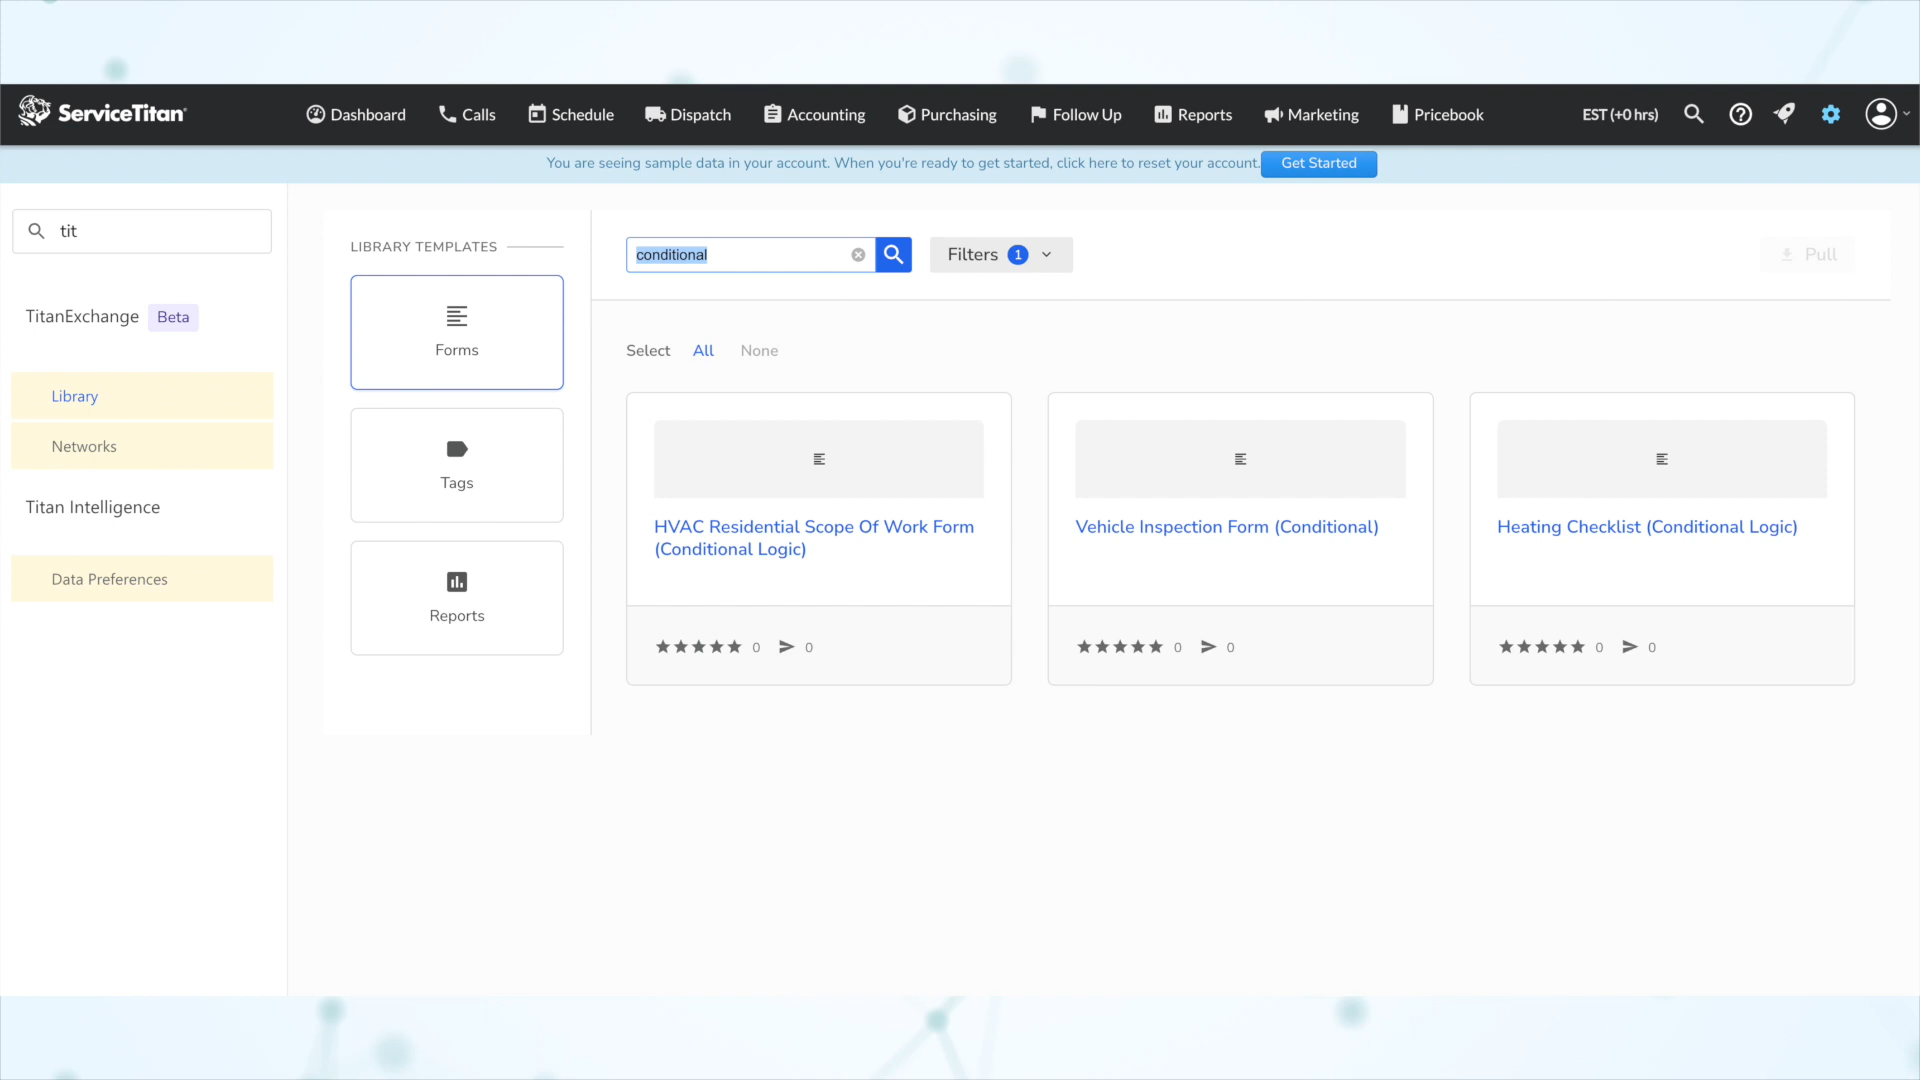 ServiceTitan®
Dashboard
Calls
Schedule
Dispatch
Accounting
Purchasing
Follow Up
Reports
Marketing
Pricebook
EST (+0 hrs)
You are seeing sample data in your account. When you're ready to get started, click here to reset your account.
Get Started
tit
TitanExchange Beta
Library
Networks
Titan Intelligence
Data Preferences
LIBRARY TEMPLATES
Forms
Tags
Reports
conditional
Filters 1
Pull
Select All None
HVAC Residential Scope Of Work Form
(Conditional Logic)
0 0
Vehicle Inspection Form (Conditional)
0 0
Heating Checklist (Conditional Logic)
0 0